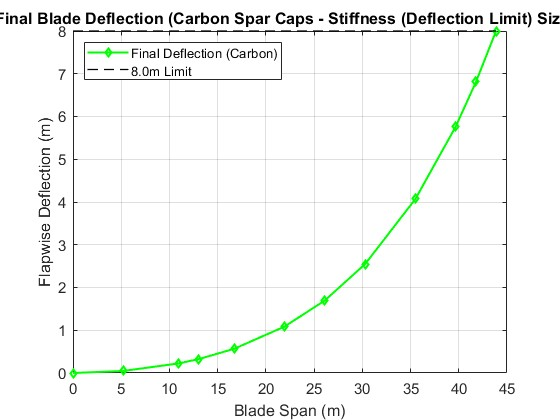 Final Blade Deflection (Carbon Spar Caps - Stiffness (Deflection Limit) Siz
8
7
6
5
4
3
2
1
0
Flapwise Deflection (m)
Final Deflection (Carbon)
8.0m Limit
0 5 10 15 20 25 30 35 40 45
Blade Span (m)